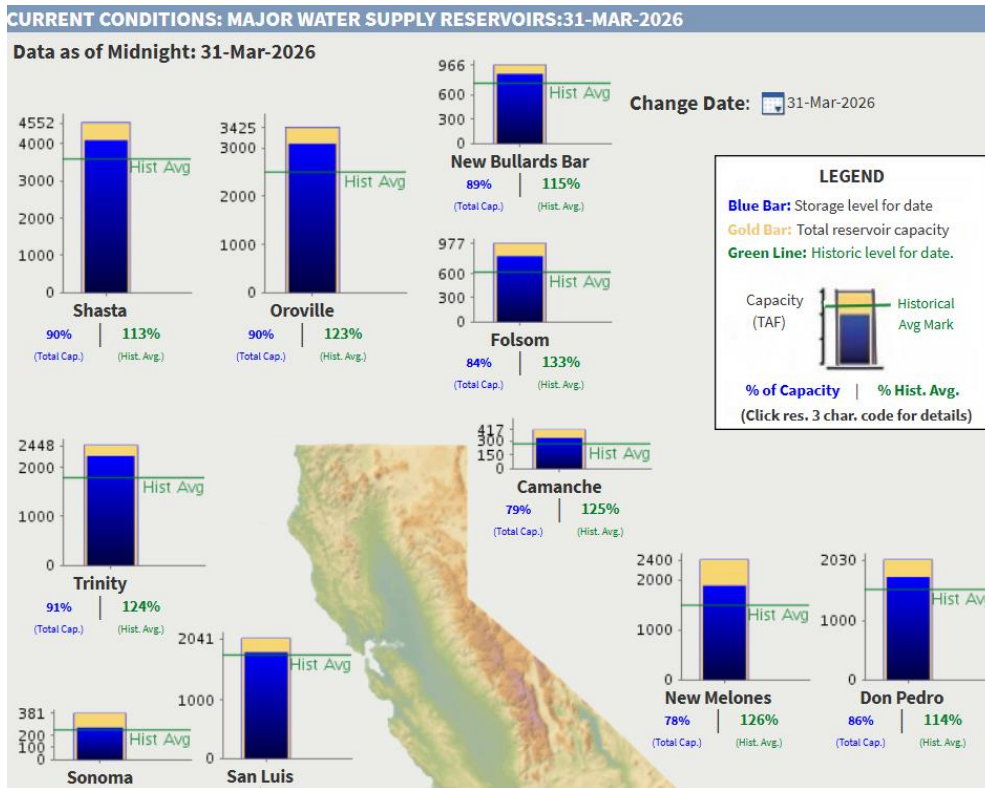 CURRENT CONDITIONS: MAJOR WATER SUPPLY RESERVOIRS:31-MAR-2026
Data as of Midnight: 31-Mar-2026
Change Date: 31-Mar-2026
4552
4000
3000
2000
1000
0
Hist Avg
Shasta
90% | 113%
(Total Cap.) (Hist. Avg.)
3425
3000
2000
1000
0
Hist Avg
Oroville
90% | 123%
(Total Cap.) (Hist. Avg.)
966
600
300
0
Hist Avg
New Bullards Bar
89% | 115%
(Total Cap.) (Hist. Avg.)
977
600
300
0
Hist Avg
Folsom
84% | 133%
(Total Cap.) (Hist. Avg.)
LEGEND
Blue Bar: Storage level for date
Gold Bar: Total reservoir capacity
Green Line: Historic level for date.
Capacity
(TAF)
Historical
Avg Mark
% of Capacity | % Hist. Avg.
(Click res. 3 char. code for details)
2448
2000
1000
0
Hist Avg
Trinity
91% | 124%
(Total Cap.) (Hist. Avg.)
417
300
150
0
Hist Avg
Camanche
79% | 125%
(Total Cap.) (Hist. Avg.)
2400
2000
1000
0
Hist Avg
New Melones
78% | 126%
(Total Cap.) (Hist. Avg.)
2030
1000
0
Hist Av
Don Pedro
86% | 114%
(Total Cap.) (Hist. Avg.)
381
200
100
0
Hist Avg
Sonoma
2041
1000
0
Hist Avg
San Luis